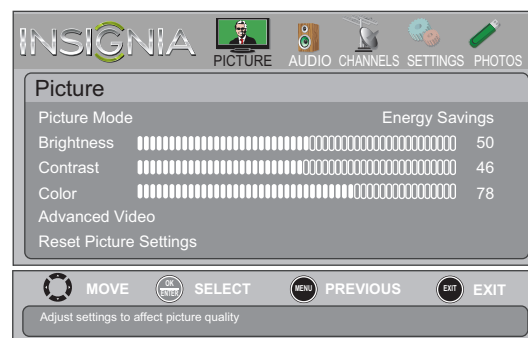 INSIGNIA PICTURE AUDIO CHANNELS SETTINGS PHOTOS
Picture
Picture Mode Energy Savings
Brightness 50
Contrast 46
Color 78
Advanced Video
Reset Picture Settings
MOVE OK ENTER SELECT MENU PREVIOUS EXIT EXIT
Adjust settings to affect picture quality